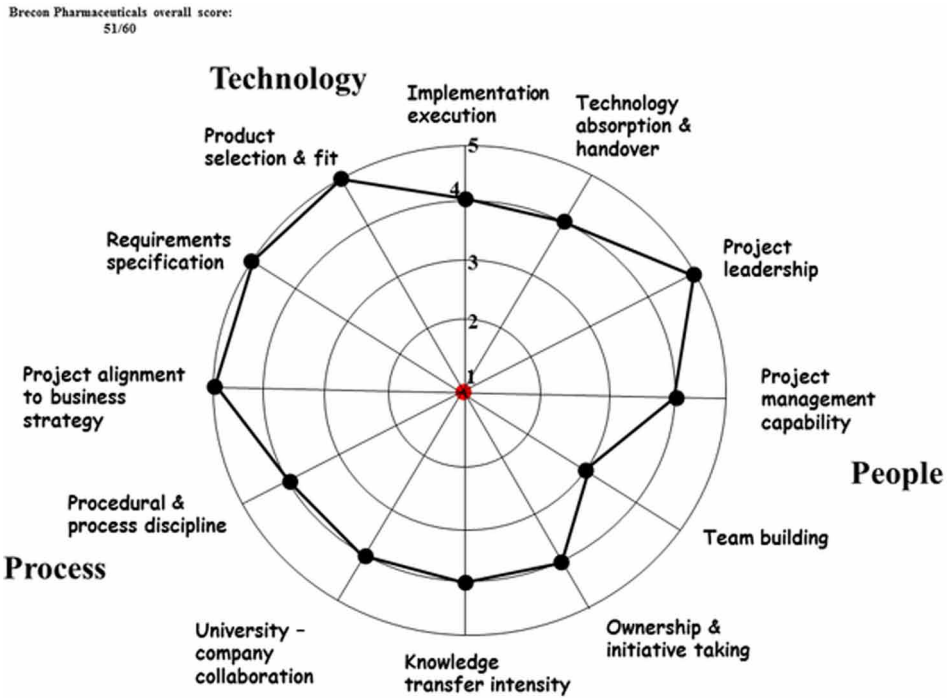 Brecon Pharmaceuticals overall score:
51/60
Technology
Implementation
execution
Technology
absorption &
handover
Product
selection & fit
5
4
Requirements
specification
3
Project
leadership
2
1
Project alignment
to business
strategy
Project
management
capability
People
Procedural &
process discipline
Team building
Process
University –
company
collaboration
Knowledge
transfer intensity
Ownership &
initiative taking